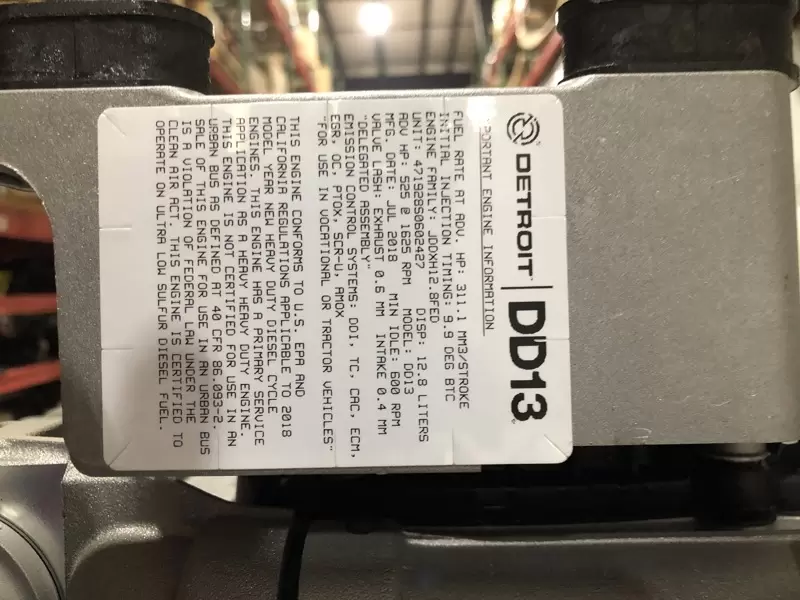 DETROIT DD13
PORTANT ENGINE INFORMATION
FUEL RATE AT ADV. HP: 311.1 MM3/STROKE
INITIAL INJECTION TIMING: 9.9 DEG BTC
ENGINE FAMILY: JDDXH12.8FED
UNIT: 471928S0602427 DISP: 12.8 LITERS
ADV HP: 525 @ 1625 RPM MODEL: DD13
MFG. DATE: JUL 2018 MIN IDLE: 600 RPM
VALVE LASH: EXHAUST 0.6 MM INTAKE 0.4 MM
"DELEGATED ASSEMBLY"
EMISSION CONTROL SYSTEMS: DDI, TC, CAC, ECM,
EGR, OC, PTOX, SCR-U, AMOX
"FOR USE IN VOCATIONAL OR TRACTOR VEHICLES"
THIS ENGINE CONFORMS TO U.S. EPA AND
CALIFORNIA REGULATIONS APPLICABLE TO 2018
MODEL YEAR NEW HEAVY DUTY DIESEL CYCLE
ENGINES. THIS ENGINE HAS A PRIMARY SERVICE
APPLICATION AS A HEAVY HEAVY DUTY ENGINE.
THIS ENGINE IS NOT CERTIFIED FOR USE IN AN
URBAN BUS AS DEFINED AT 40 CFR 86.093-2.
SALE OF THIS ENGINE FOR USE IN AN URBAN BUS
IS A VIOLATION OF FEDERAL LAW UNDER THE
CLEAN AIR ACT. THIS ENGINE IS CERTIFIED TO
OPERATE ON ULTRA LOW SULFUR DIESEL FUEL.